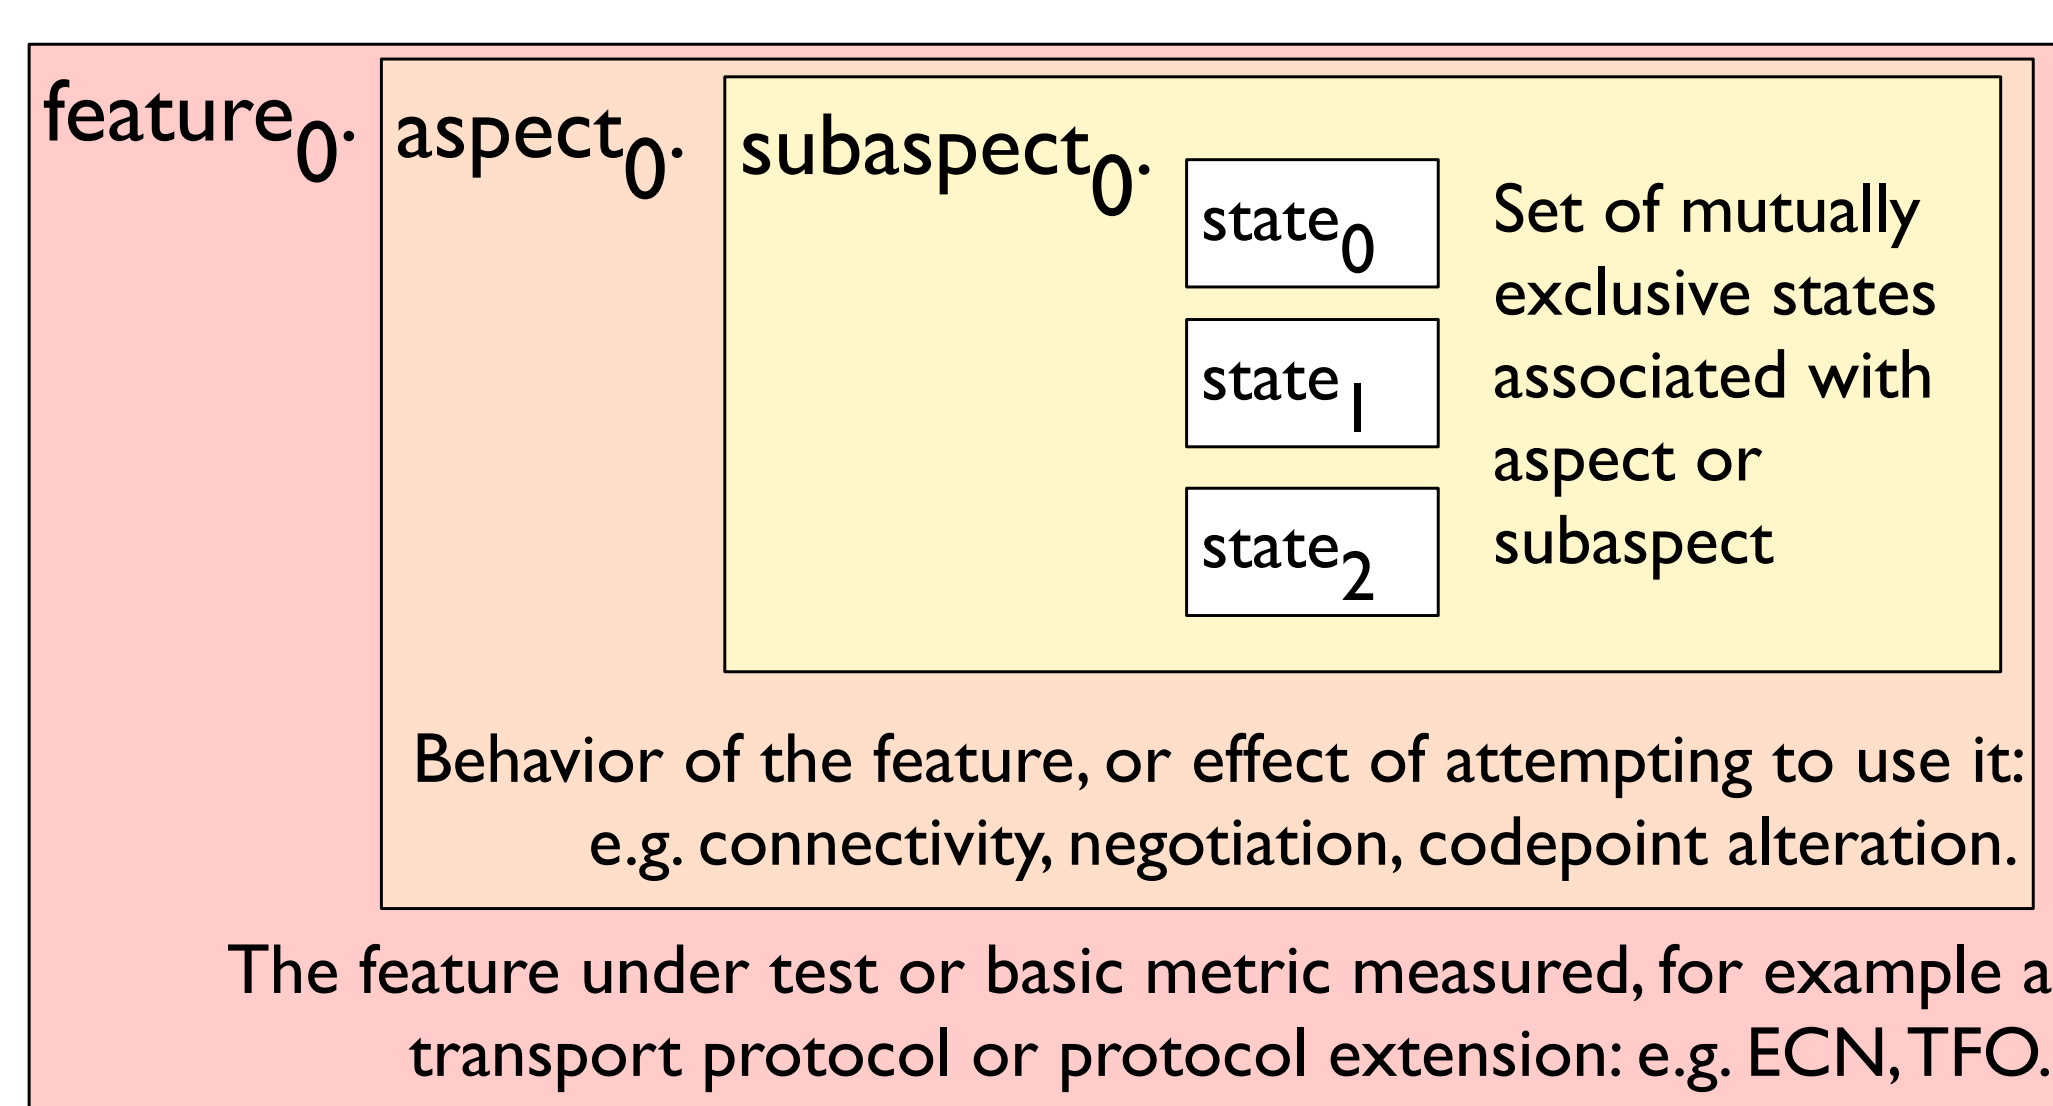 feature₀.
aspect₀.
subaspect₀.
state₀
state₁
state₂
Set of mutually
exclusive states
associated with
aspect or
subaspect
Behavior of the feature, or effect of attempting to use it:
e.g. connectivity, negotiation, codepoint alteration.
The feature under test or basic metric measured, for example a
transport protocol or protocol extension: e.g. ECN, TFO.